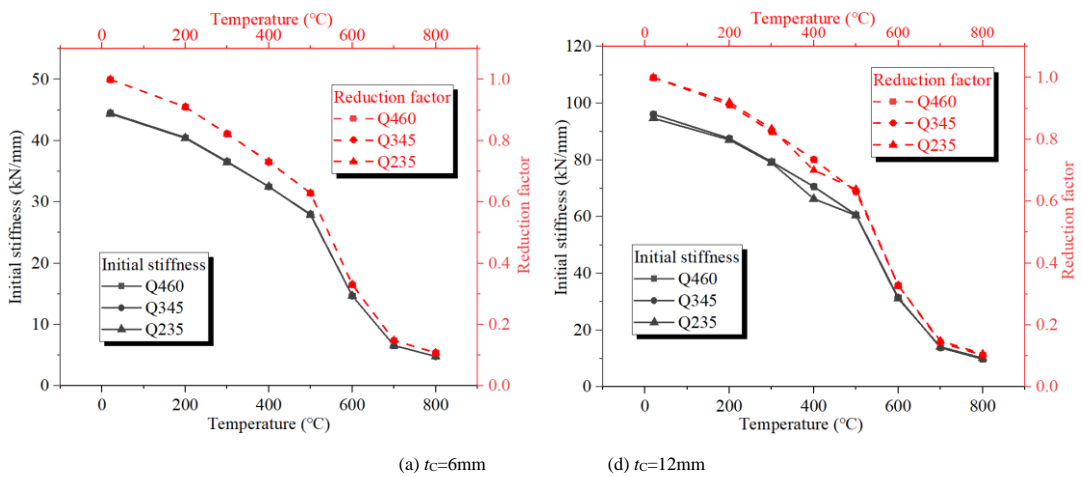 Temperature (℃)
0 200 400 600 800
50
40
30
20
10
0
Initial stiffness (kN/mm)
1.0
0.8
0.6
0.4
0.2
0.0
Reduction factor
Reduction factor
Q460
Q345
Q235
Initial stiffness
Q460
Q345
Q235
0 200 400 600 800
Temperature (℃)
Temperature (℃)
0 200 400 600 800
120
100
80
60
40
20
0
Initial stiffness (kN/mm)
1.0
0.8
0.6
0.4
0.2
0.0
Reduction factor
Reduction factor
Q460
Q345
Q235
Initial stiffness
Q460
Q345
Q235
0 200 400 600 800
Temperature (℃)
(a) tC=6mm
(d) tC=12mm